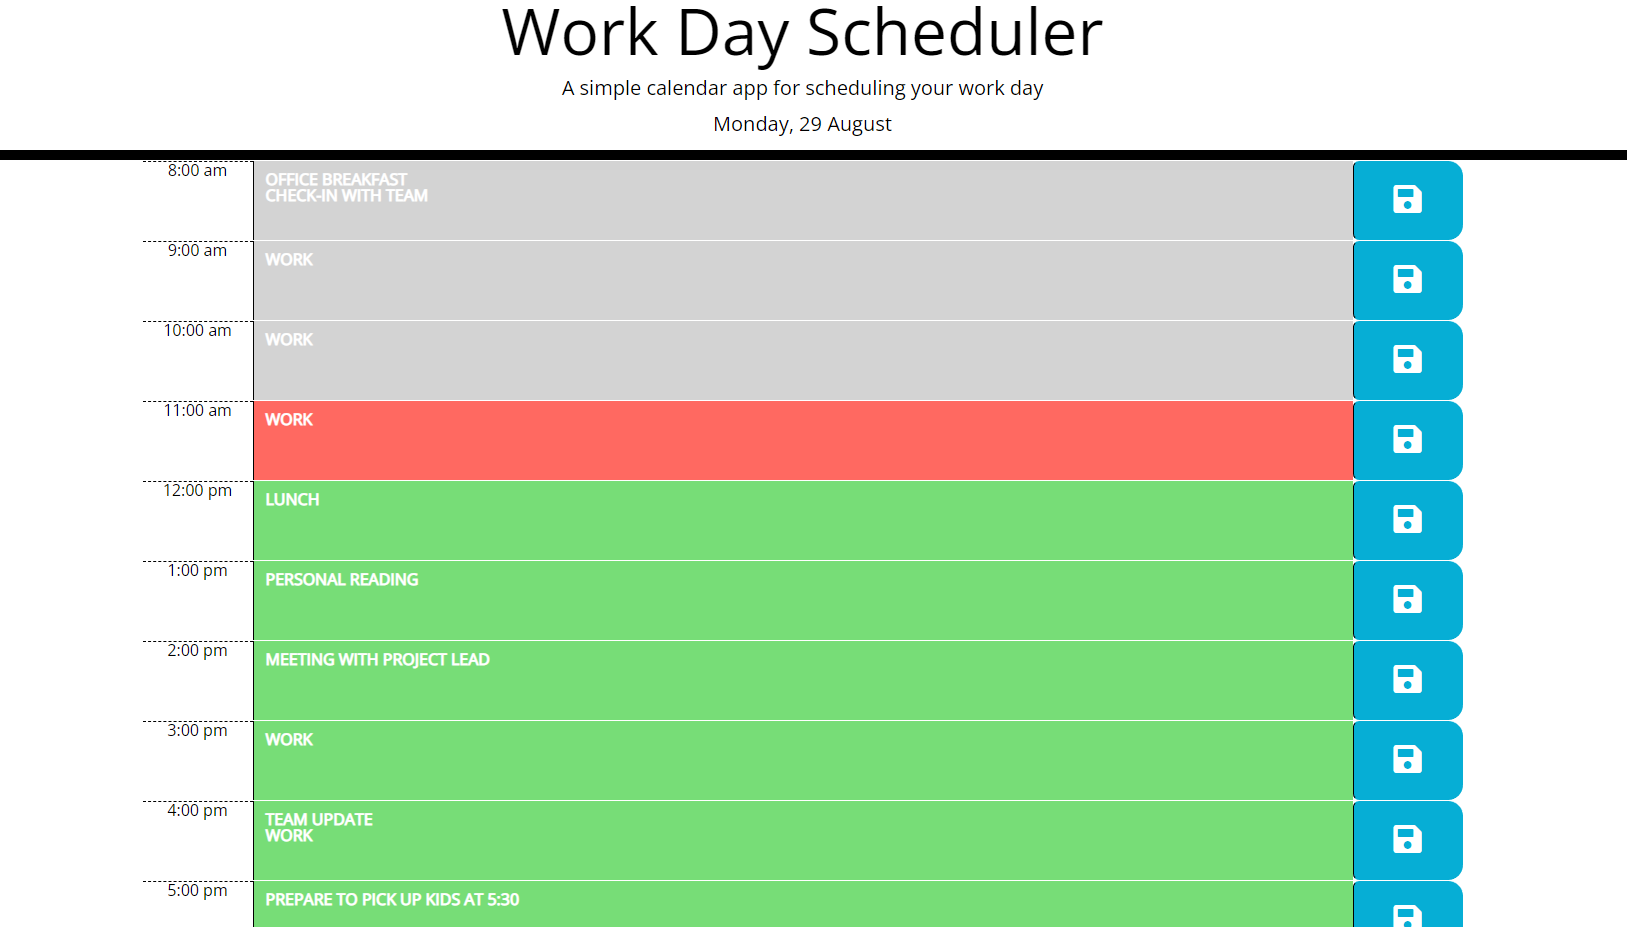 Work Day Scheduler
A simple calendar app for scheduling your work day
Monday, 29 August
8:00 am
OFFICE BREAKFAST
CHECK-IN WITH TEAM
9:00 am
WORK
10:00 am
WORK
11:00 am
WORK
12:00 pm
LUNCH
1:00 pm
PERSONAL READING
2:00 pm
MEETING WITH PROJECT LEAD
3:00 pm
WORK
4:00 pm
TEAM UPDATE
WORK
5:00 pm
PREPARE TO PICK UP KIDS AT 5:30